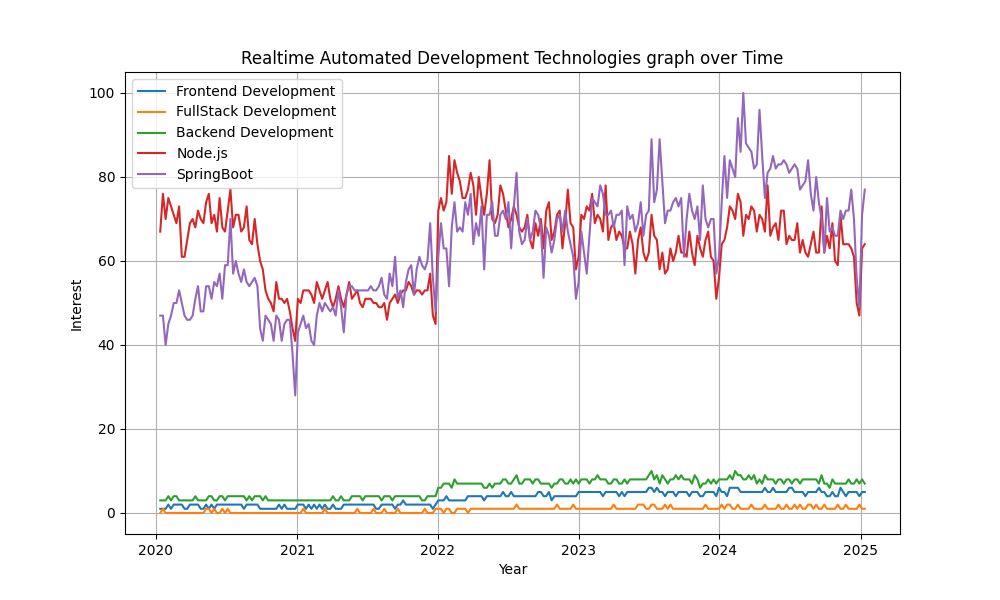 Realtime Automated Development Technologies graph over Time
Frontend Development
FullStack Development
Backend Development
Node.js
SpringBoot
100
80
60
40
20
0
Interest
2020 2021 2022 2023 2024 2025
Year